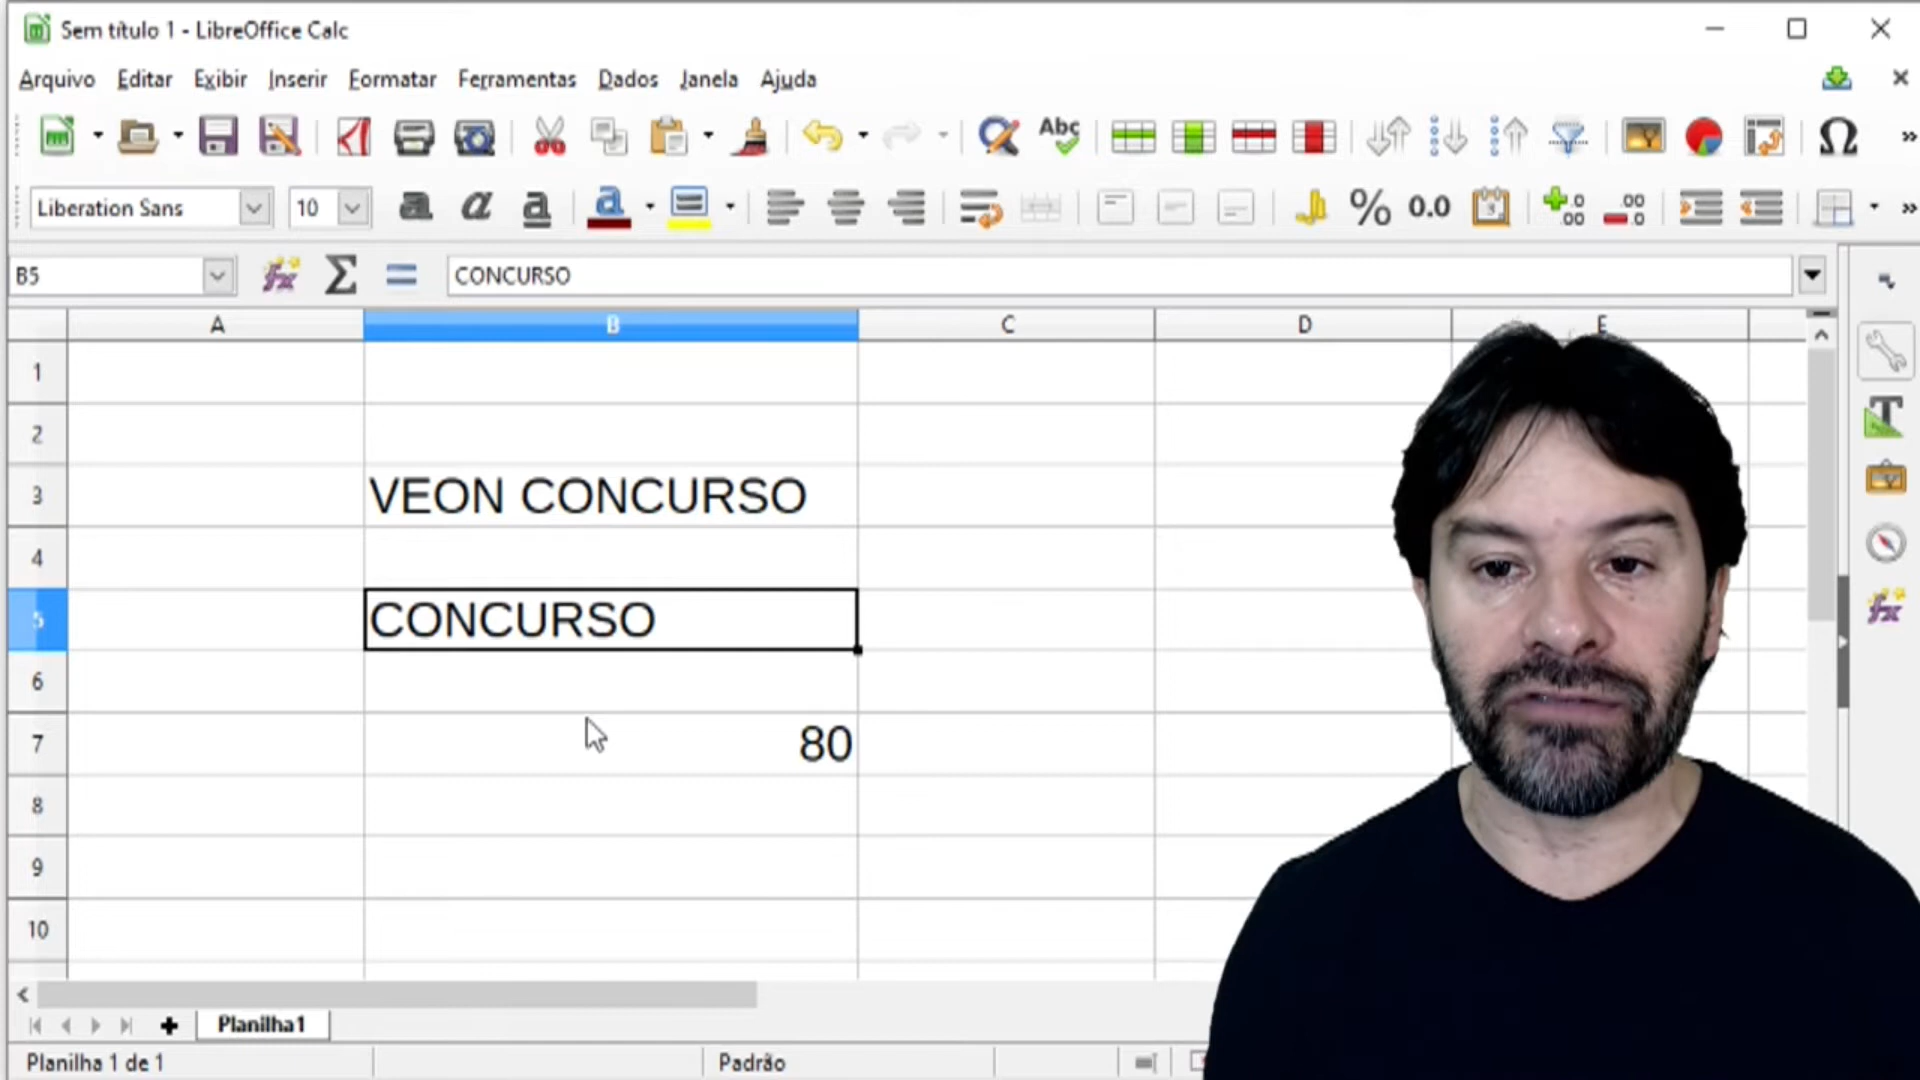 Sem título 1 - LibreOffice Calc
Arquivo Editar Exibir Inserir Formatar Ferramentas Dados Janela Ajuda
Abc
Liberation Sans 10 a a a a % 0.0
B5 fx Σ = CONCURSO
A B C D E
1
2
3 VEON CONCURSO
4
5 CONCURSO
6
7 80
8
9
10
Planilha1
Planilha 1 de 1 Padrão